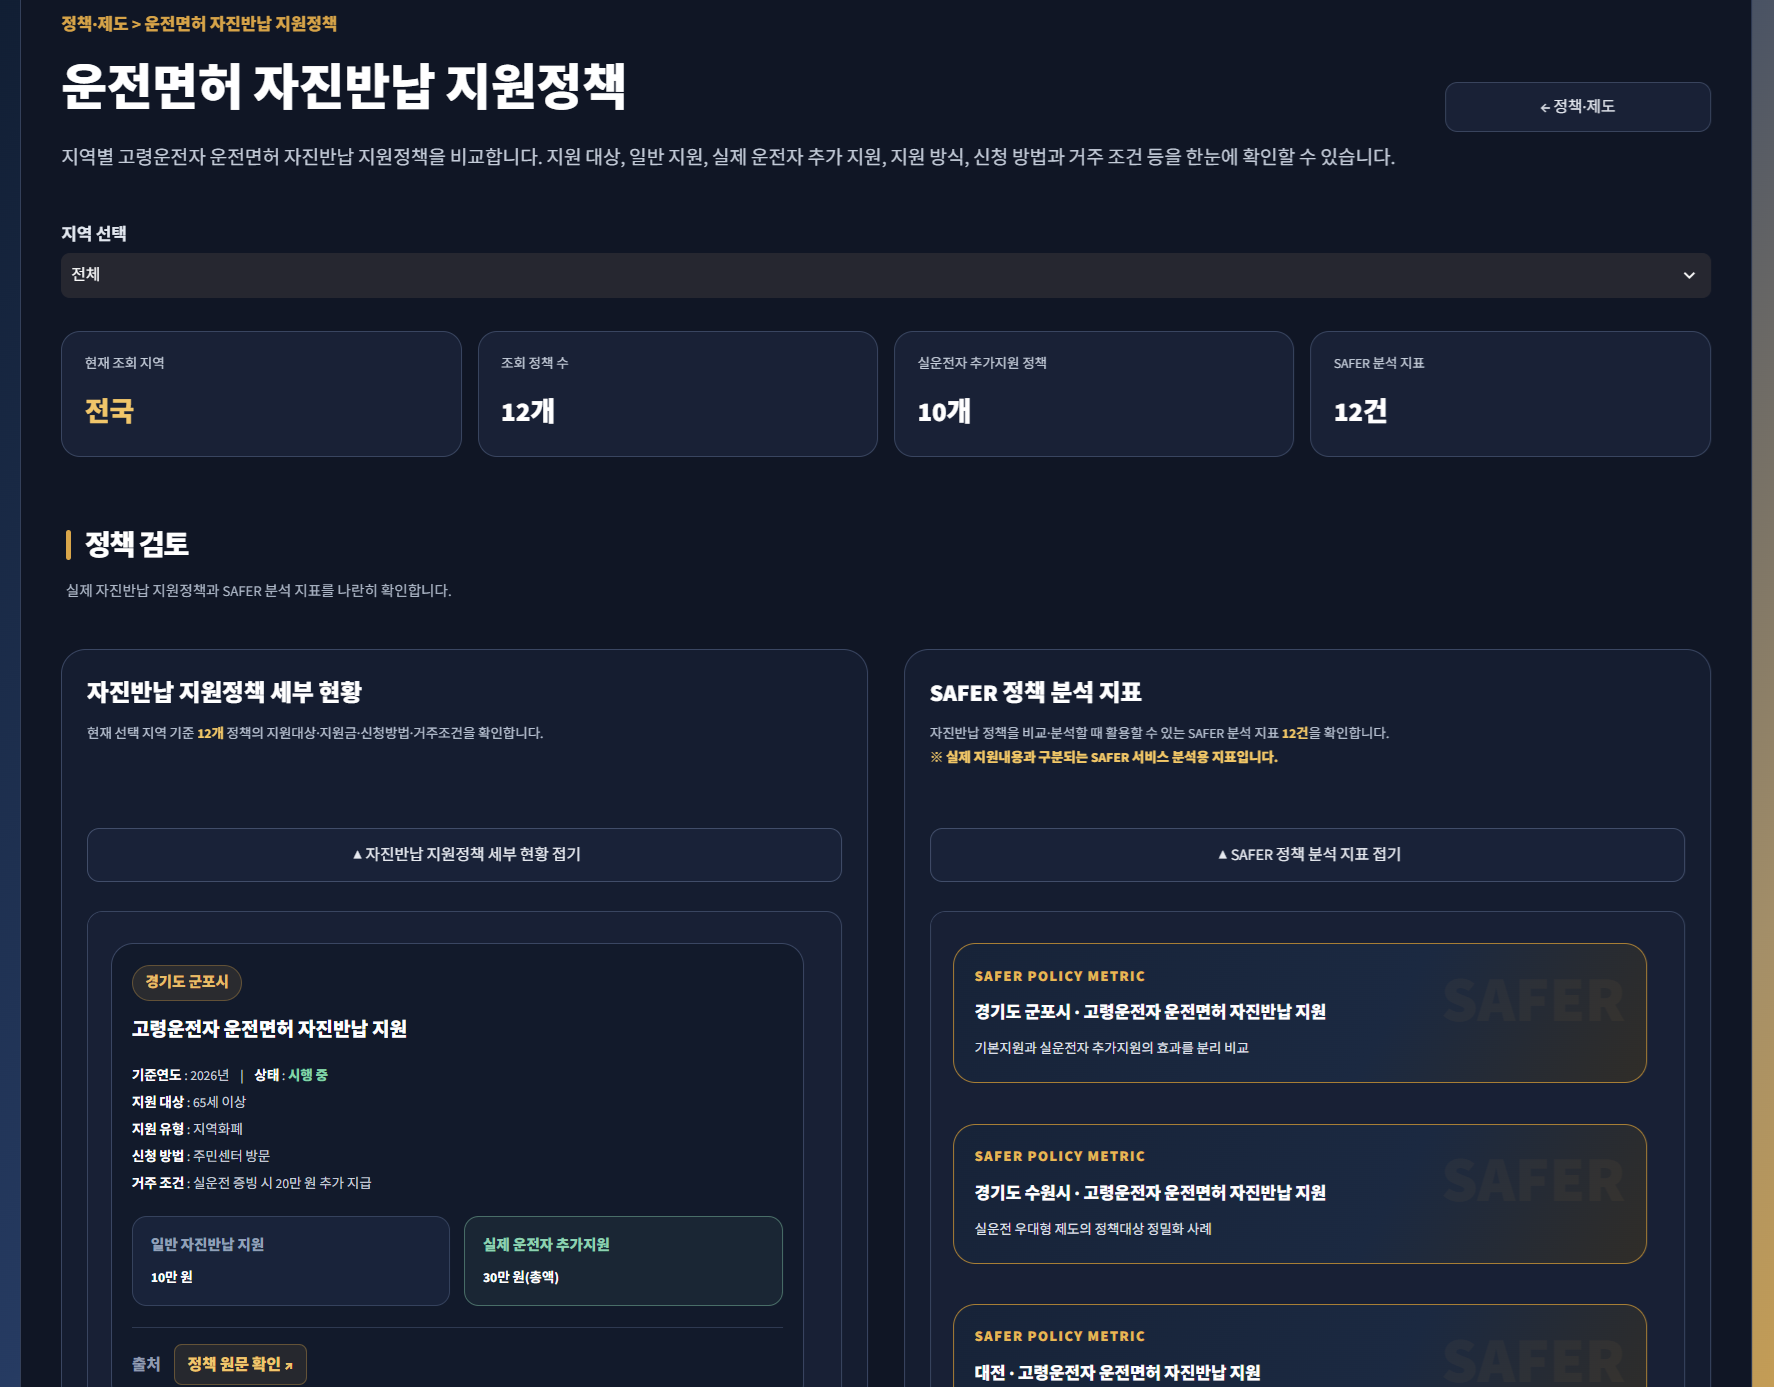 정책·제도 > 운전면허 자진반납 지원정책
운전면허 자진반납 지원정책
← 정책·제도
지역별 고령운전자 운전면허 자진반납 지원정책을 비교합니다. 지원 대상, 일반 지원, 실제 운전자 추가 지원, 지원 방식, 신청 방법과 거주 조건 등을 한눈에 확인할 수 있습니다.
지역 선택
전체
현재 조회 지역
전국
조회 정책 수
12개
실운전자 추가지원 정책
10개
SAFER 분석 지표
12건
정책 검토
실제 자진반납 지원정책과 SAFER 분석 지표를 나란히 확인합니다.
자진반납 지원정책 세부 현황
현재 선택 지역 기준 12개 정책의 지원대상·지원금·신청방법·거주조건을 확인합니다.
▲ 자진반납 지원정책 세부 현황 접기
경기도 군포시
고령운전자 운전면허 자진반납 지원
기준연도 : 2026년 | 상태 : 시행 중
지원 대상 : 65세 이상
지원 유형 : 지역화폐
신청 방법 : 주민센터 방문
거주 조건 : 실운전 증빙 시 20만 원 추가 지급
일반 자진반납 지원
10만 원
실제 운전자 추가지원
30만 원(총액)
출처 정책 원문 확인 ↗
SAFER 정책 분석 지표
자진반납 정책을 비교·분석할 때 활용할 수 있는 SAFER 분석 지표 12건을 확인합니다.
※ 실제 지원내용과 구분되는 SAFER 서비스 분석용 지표입니다.
▲ SAFER 정책 분석 지표 접기
SAFER POLICY METRIC
SAFER
경기도 군포시 · 고령운전자 운전면허 자진반납 지원
기본지원과 실운전자 추가지원의 효과를 분리 비교
SAFER POLICY METRIC
SAFER
경기도 수원시 · 고령운전자 운전면허 자진반납 지원
실운전 우대형 제도의 정책대상 정밀화 사례
SAFER POLICY METRIC
SAFER
대전 · 고령운전자 운전면허 자진반납 지원